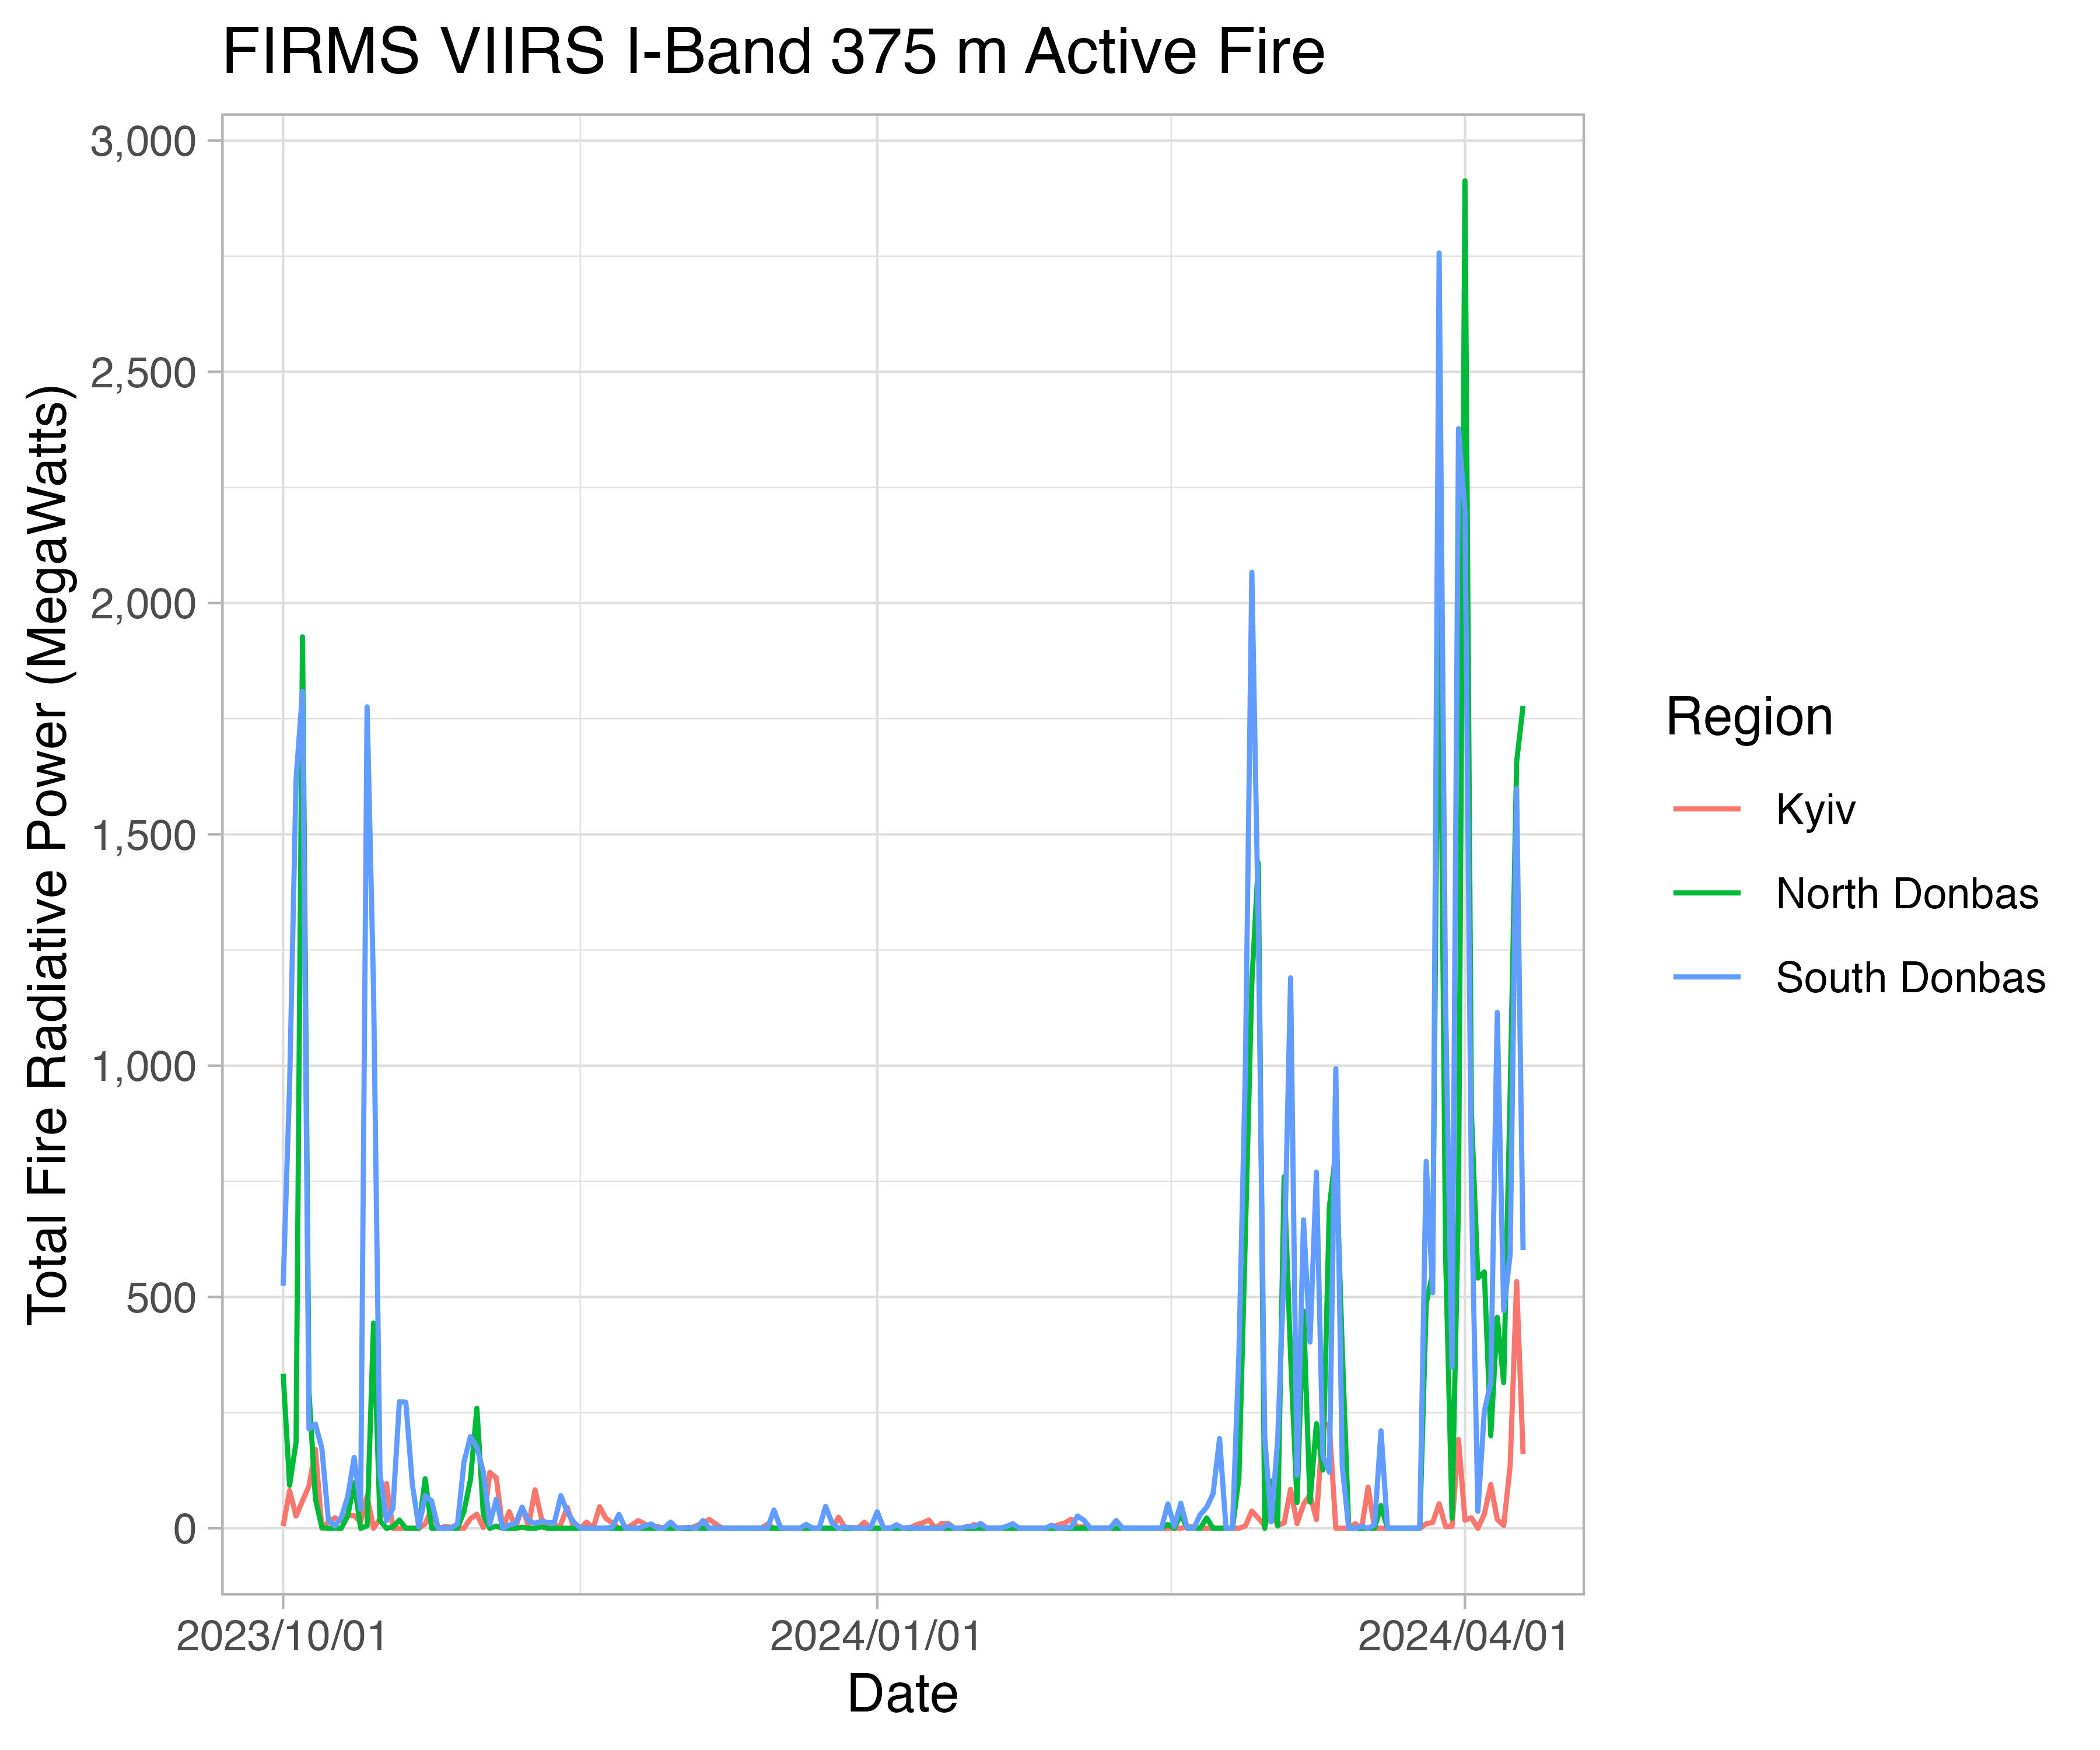 FIRMS VIIRS I-Band 375 m Active Fire
Total Fire Radiative Power (MegaWatts)
3,000
2,500
2,000
1,500
1,000
500
0
2023/10/01
2024/01/01
2024/04/01
Date
Region
Kyiv
North Donbas
South Donbas